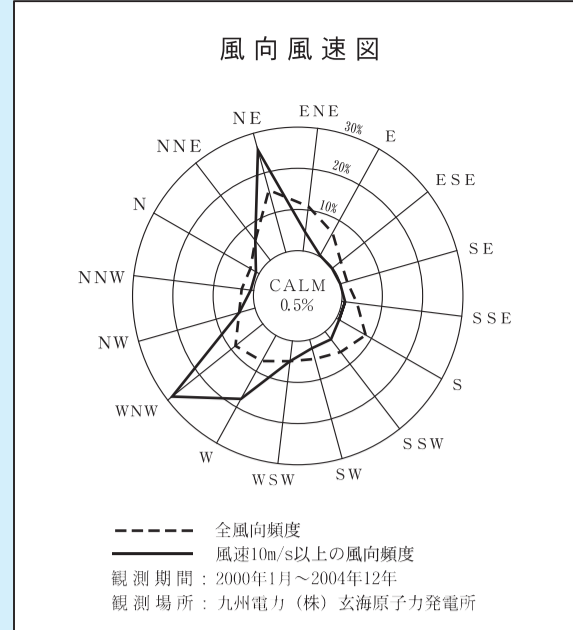 風向風速図
ENE
NE
E
30%
NNE
20%
ESE
10%
N
SE
NNW
CALM
0.5%
SSE
NW
S
WNW
SSW
W
WSW
SW
全風向頻度
風速10m/s以上の風向頻度
観測期間：2000年1月～2004年12年
観測場所：九州電力（株）玄海原子力発電所